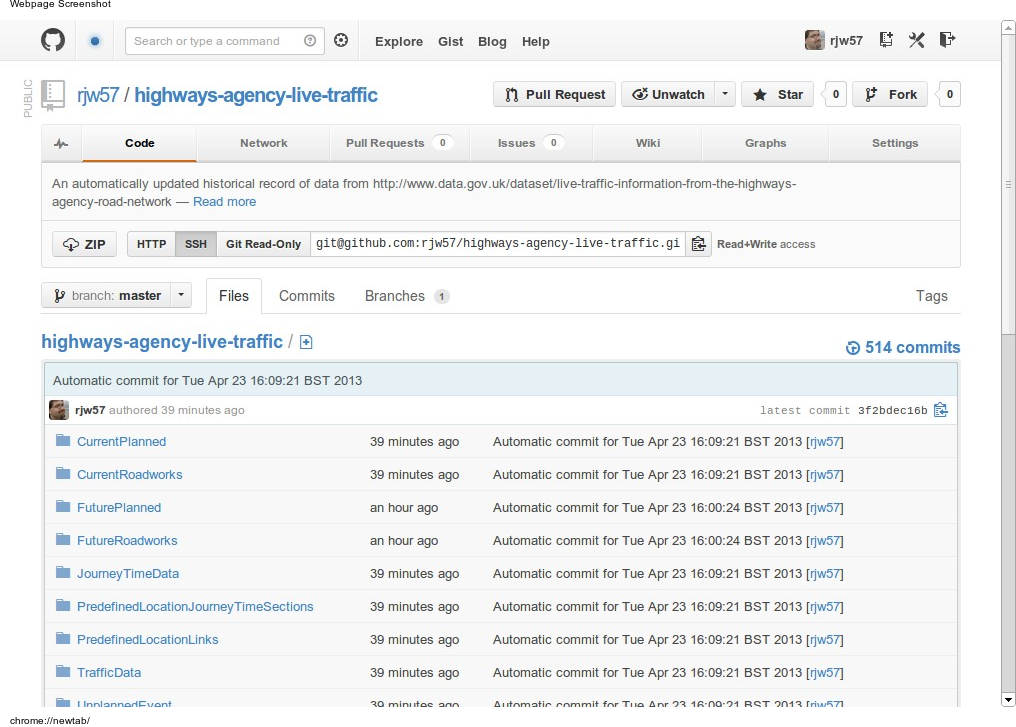 Webpage Screenshot
Search or type a command
Explore Gist Blog Help
rjw57
PUBLIC
rjw57 / highways-agency-live-traffic
Pull Request Unwatch Star 0 Fork 0
Code Network Pull Requests 0 Issues 0 Wiki Graphs Settings
An automatically updated historical record of data from http://www.data.gov.uk/dataset/live-traffic-information-from-the-highways-
agency-road-network — Read more
ZIP HTTP SSH Git Read-Only git@github.com:rjw57/highways-agency-live-traffic.gi Read+Write access
branch: master Files Commits Branches 1 Tags
highways-agency-live-traffic /
514 commits
Automatic commit for Tue Apr 23 16:09:21 BST 2013
rjw57 authored 39 minutes ago latest commit 3f2bdec16b
CurrentPlanned 39 minutes ago Automatic commit for Tue Apr 23 16:09:21 BST 2013 [rjw57]
CurrentRoadworks 39 minutes ago Automatic commit for Tue Apr 23 16:09:21 BST 2013 [rjw57]
FuturePlanned an hour ago Automatic commit for Tue Apr 23 16:00:24 BST 2013 [rjw57]
FutureRoadworks an hour ago Automatic commit for Tue Apr 23 16:00:24 BST 2013 [rjw57]
JourneyTimeData 39 minutes ago Automatic commit for Tue Apr 23 16:09:21 BST 2013 [rjw57]
PredefinedLocationJourneyTimeSections 39 minutes ago Automatic commit for Tue Apr 23 16:09:21 BST 2013 [rjw57]
PredefinedLocationLinks 39 minutes ago Automatic commit for Tue Apr 23 16:09:21 BST 2013 [rjw57]
TrafficData 39 minutes ago Automatic commit for Tue Apr 23 16:09:21 BST 2013 [rjw57]
UnplannedEvent 39 minutes ago Automatic commit for Tue Apr 23 16:09:21 BST 2013 [rjw57]
chrome://newtab/